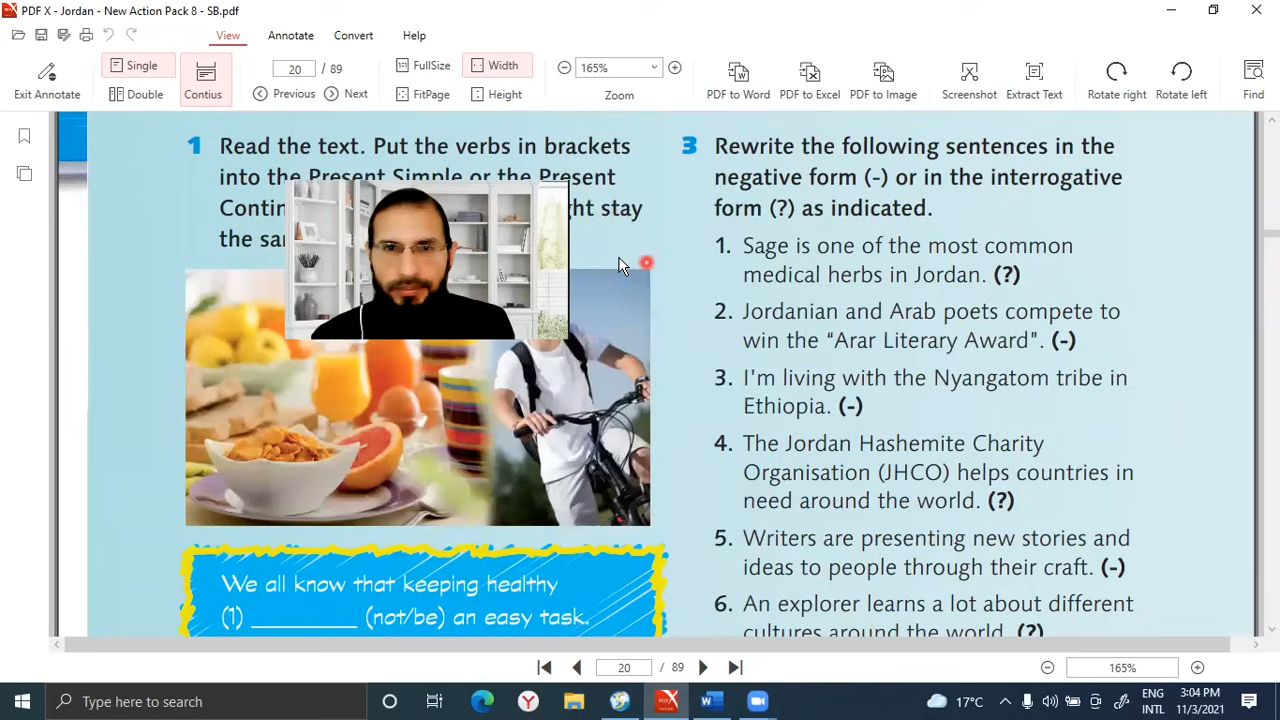 PDF X - Jordan - New Action Pack 8 - SB.pdf
View Annotate Convert Help
Exit Annotate
Single
Double
Contius
20 / 89
Previous Next
FullSize
FitPage
Width
Height
165%
Zoom
PDF to Word
PDF to Excel
PDF to Image
Screenshot
Extract Text
Rotate right
Rotate left
Find
1 Read the text. Put the verbs in brackets
into the Present Simple or the Present
ght stay
3 Rewrite the following sentences in the
negative form (-) or in the interrogative
form (?) as indicated.
1. Sage is one of the most common
medical herbs in Jordan. (?)
2. Jordanian and Arab poets compete to
win the “Arar Literary Award”. (-)
3. I'm living with the Nyangatom tribe in
Ethiopia. (-)
4. The Jordan Hashemite Charity
Organisation (JHCO) helps countries in
need around the world. (?)
5. Writers are presenting new stories and
ideas to people through their craft. (-)
6. An explorer learns a lot about different
cultures around the world. (?)
We all know that keeping healthy
(1) __________ (not/be) an easy task.
20 / 89
165%
Type here to search
17°C
ENG
INTL
3:04 PM
11/3/2021